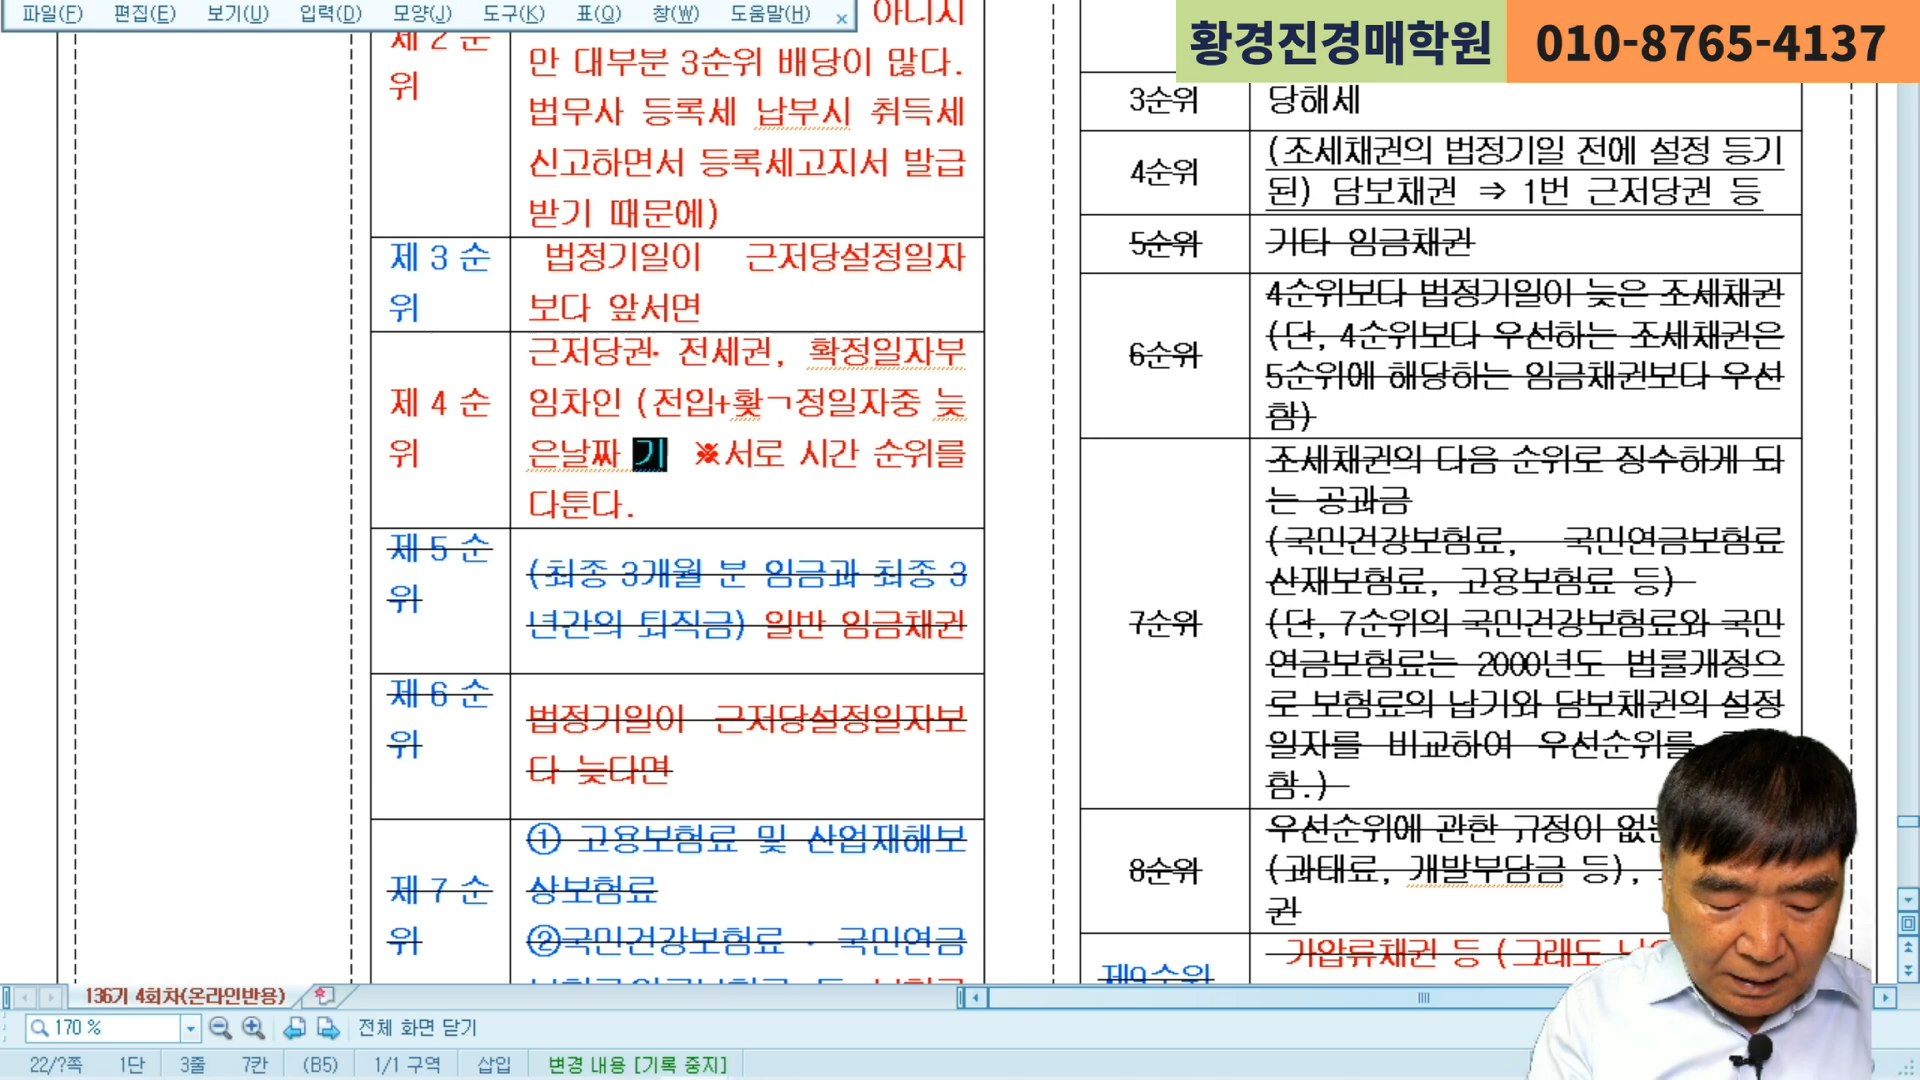 파일(F) 편집(E) 보기(U) 입력(D) 모양(J) 도구(K) 표(Q) 창(W) 도움말(H)
황경진경매학원 010-8765-4137
아니지
제 2 순
위
만 대부분 3순위 배당이 많다.
법무사 등록세 납부시 취득세
신고하면서 등록세고지서 발급
받기 때문에)
제 3 순
위
법정기일이 근저당설정일자
보다 앞서면
제 4 순
위
근저당권· 전세권, 확정일자부
임차인 (전입+홫ㄱ정일자중 늦
은날짜 기 ※서로 시간 순위를
다툰다.
제 5 순
위
(최종 3개월 분 임금과 최종 3
년간의 퇴직금) 일반 임금채권
제 6 순
위
법정기일이 근저당설정일자보
다 늦다면
제 7 순
위
① 고용보험료 및 산업재해보
상보험료
②국민건강보험료 · 국민연금
3순위
당해세
4순위
(조세채권의 법정기일 전에 설정 등기
된) 담보채권 ⇒ 1번 근저당권 등
5순위
기타 임금채권
6순위
4순위보다 법정기일이 늦은 조세채권
(단, 4순위보다 우선하는 조세채권은
5순위에 해당하는 임금채권보다 우선
함)
7순위
조세채권의 다음 순위로 징수하게 되
는 공과금
(국민건강보험료, 국민연금보험료
산재보험료, 고용보험료 등)
(단, 7순위의 국민건강보험료와 국민
연금보험료는 2000년도 법률개정으
로 보험료의 납기와 담보채권의 설정
일자를 비교하여 우선순위를
함.)
8순위
우선순위에 관한 규정이
(과태료, 개발부담금 등),
권
제9순위
가압류채권 등 (그래도
136기 4회차(온라인반용)
170 % 전체 화면 닫기
22/?쪽 1단 3줄 7칸 (B5) 1/1 구역 삽입 변경 내용 [기록 중지]